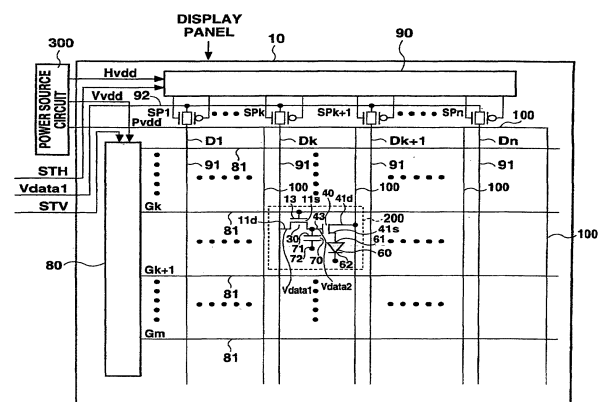 DISPLAY
PANEL
300 10 90
POWER SOURCE CIRCUIT
Hvdd
Vvdd
92
Pvdd
SP1 SPk SPk+1 SPn
100
D1 Dk Dk+1 Dn
STH
Vdata1
STV
91 91 91 91
81
100 100 100
Gk
13 11s 40 41d 200
11d 81 43 41s 81
30 61
71 60
72 70 62
100
80
Gk+1
81 Vdata1 Vdata2 81
Gm
81